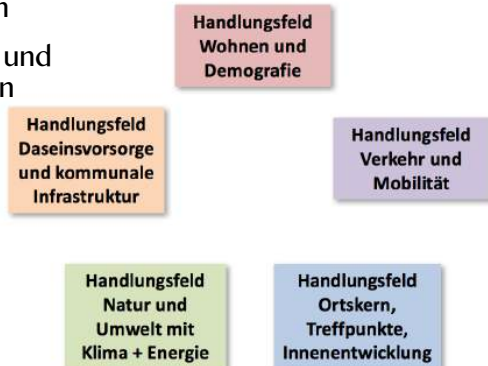 und
Handlungsfeld
Wohnen und
Demografie
Handlungsfeld
Daseinsvorsorge
und kommunale
Infrastruktur
Handlungsfeld
Verkehr und
Mobilität
Handlungsfeld
Natur und
Umwelt mit
Klima + Energie
Handlungsfeld
Ortskern,
Treffpunkte,
Innenentwicklung